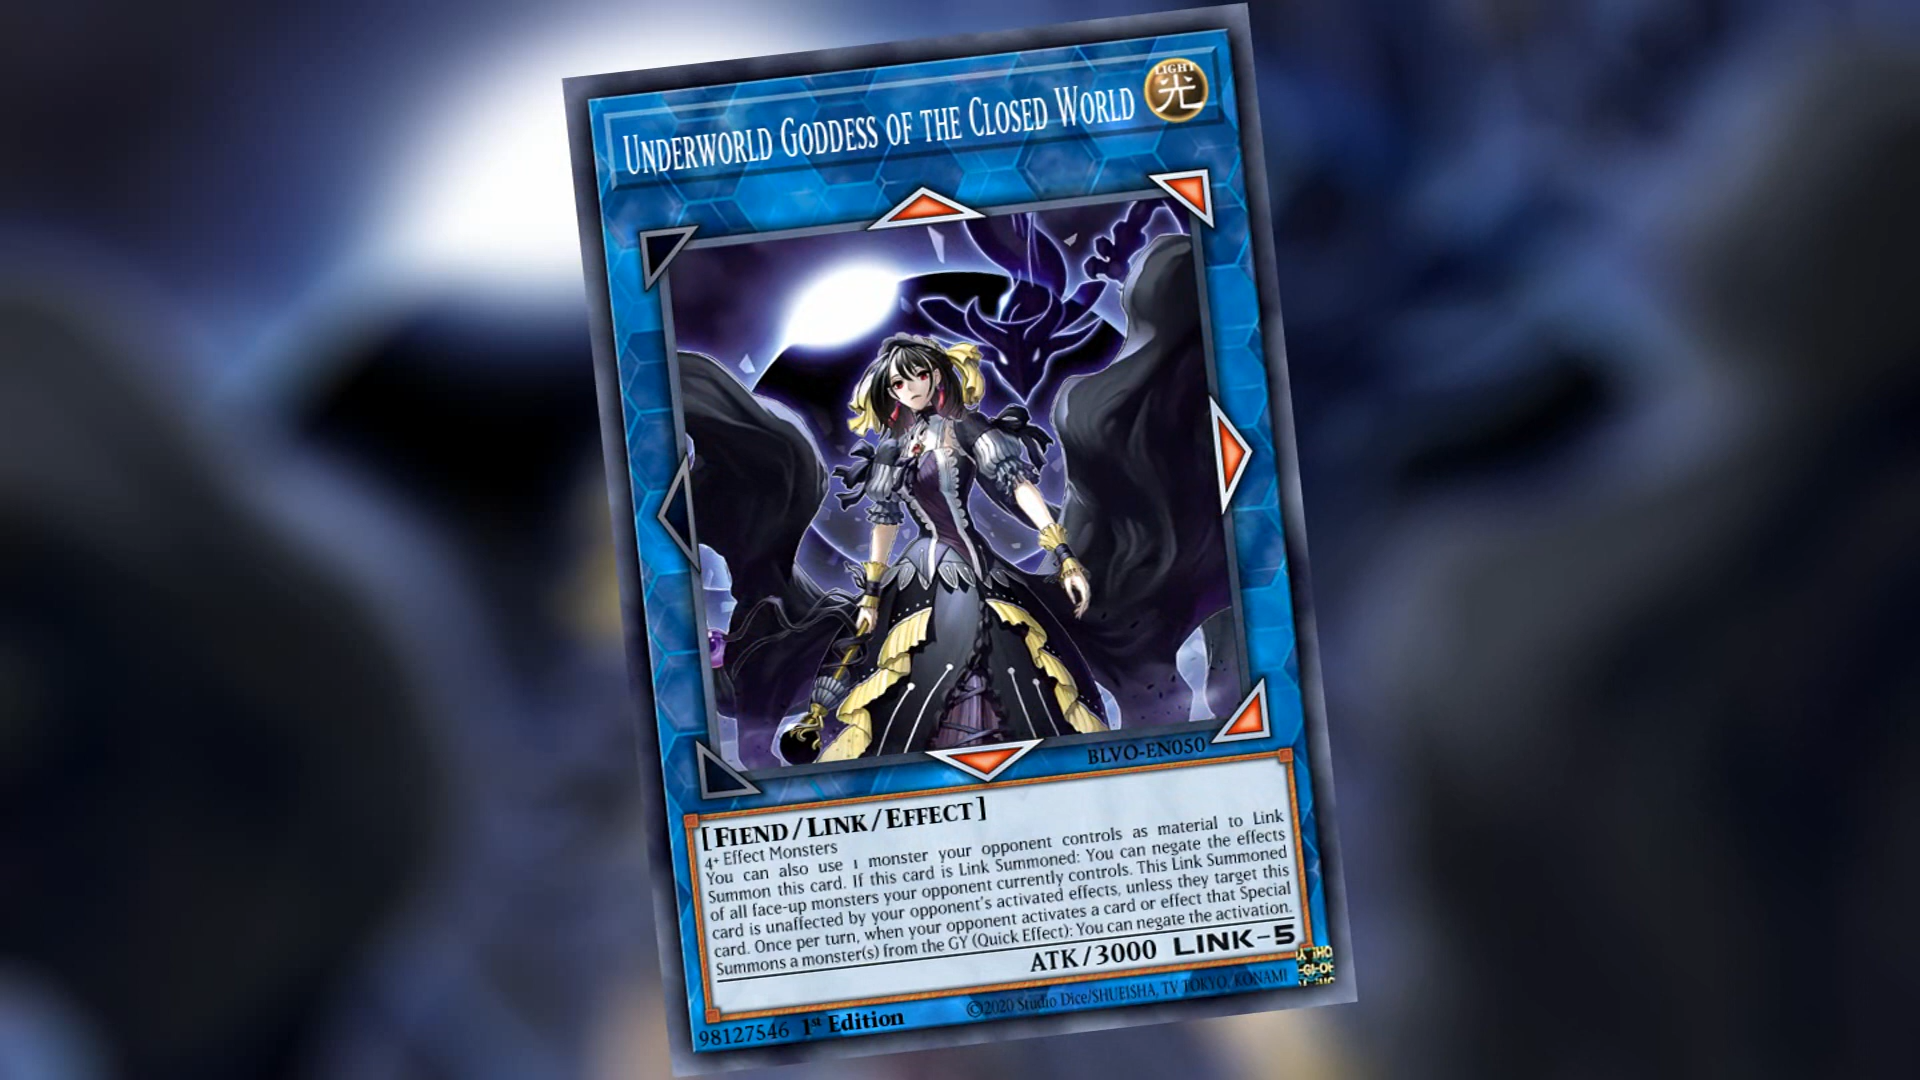 UNDERWORLD GODDESS OF THE CLOSED WORLD
LIGHT
光
BLVO-EN050
[FIEND/LINK/EFFECT]
4+ Effect Monsters
You can also use 1 monster your opponent controls as material to Link
Summon this card. If this card is Link Summoned: You can negate the effects
of all face-up monsters your opponent currently controls. This Link Summoned
card is unaffected by your opponent's activated effects, unless they target this
card. Once per turn, when your opponent activates a card or effect that Special
Summons a monster(s) from the GY (Quick Effect): You can negate the activation.
ATK/3000 LINK-5
98127546 1st Edition
©2020 Studio Dice/SHUEISHA, TV TOKYO, KONAMI